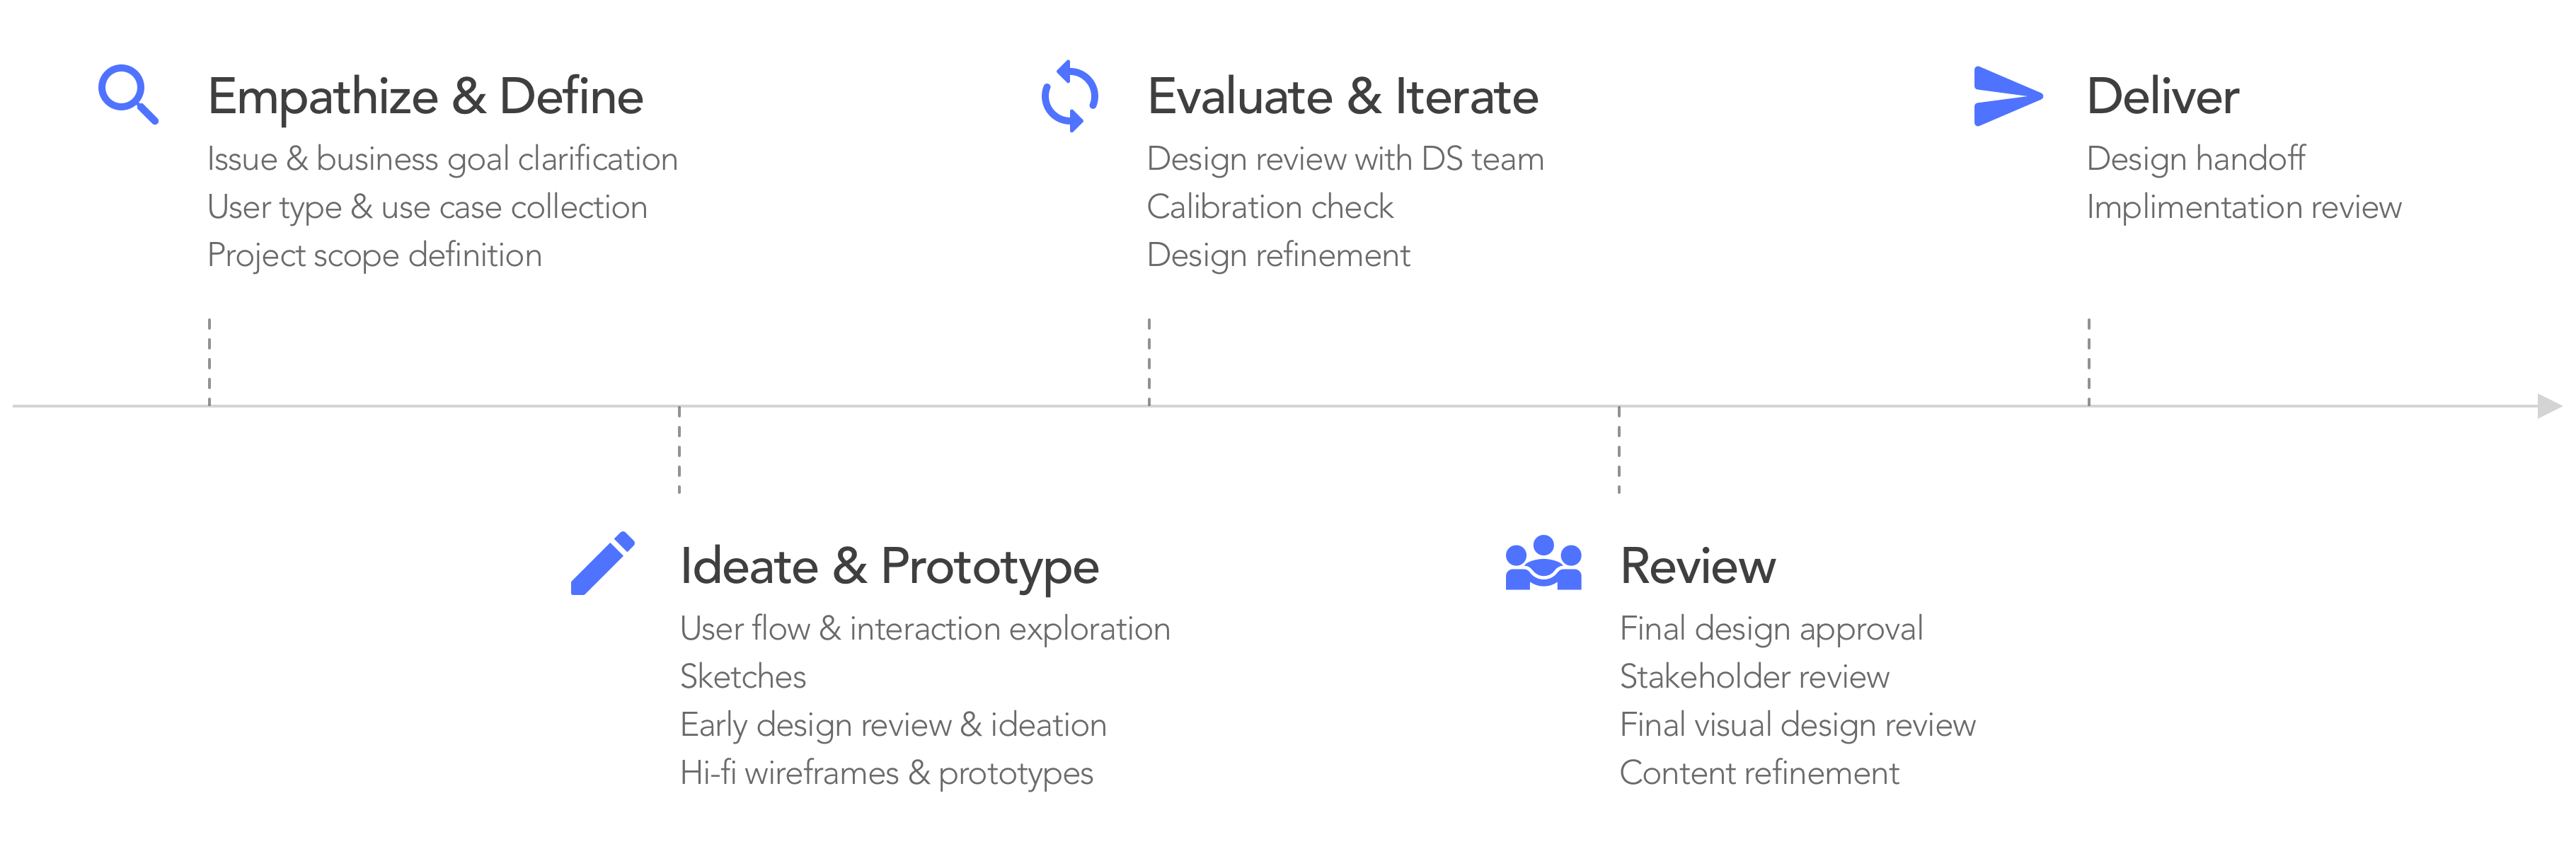 Empathize & Define
Issue & business goal clarification
User type & use case collection
Project scope definition
Ideate & Prototype
User flow & interaction exploration
Sketches
Early design review & ideation
Hi-fi wireframes & prototypes
Evaluate & Iterate
Design review with DS team
Calibration check
Design refinement
Review
Final design approval
Stakeholder review
Final visual design review
Content refinement
Deliver
Design handoff
Implimentation review